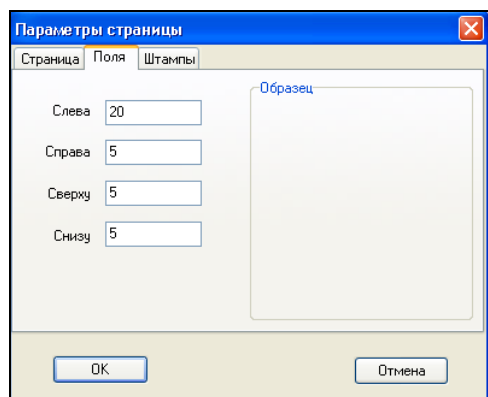 Параметры страницы
Страница Поля Штампы
Образец
Слева 20
Справа 5
Сверху 5
Снизу 5
OK Отмена